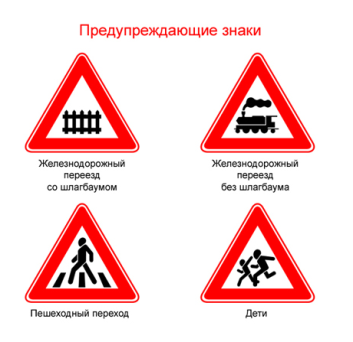 Предупреждающие знаки
Железнодорожный
переезд
со шлагбаумом
Железнодорожный
переезд
без шлагбаума
Пешеходный переход
Дети